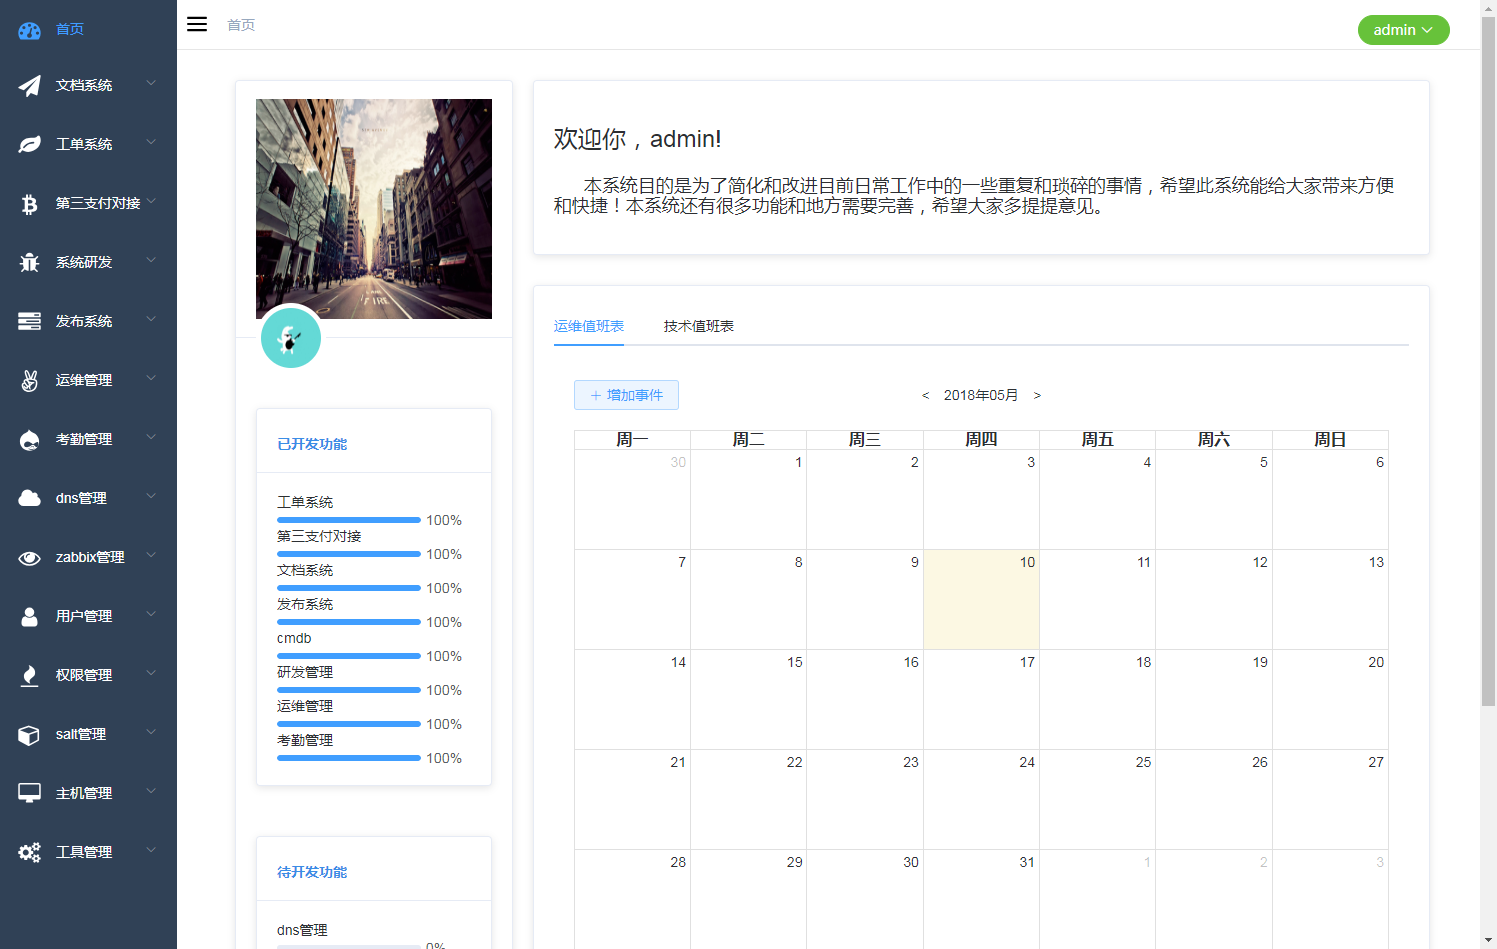 首页
文档系统
工单系统
第三支付对接
系统研发
发布系统
运维管理
考勤管理
dns管理
zabbix管理
用户管理
权限管理
salt管理
主机管理
工具管理
首页
admin
已开发功能
工单系统
100%
第三支付对接
100%
文档系统
100%
发布系统
100%
cmdb
100%
研发管理
100%
运维管理
100%
考勤管理
100%
待开发功能
dns管理
0%
欢迎你，admin!
本系统目的是为了简化和改进目前日常工作中的一些重复和琐碎的事情，希望此系统能给大家带来方便
和快捷！本系统还有很多功能和地方需要完善，希望大家多提提意见。
运维值班表 技术值班表
+ 增加事件 < 2018年05月 >
周一 周二 周三 周四 周五 周六 周日
30 1 2 3 4 5 6
7 8 9 10 11 12 13
14 15 16 17 18 19 20
21 22 23 24 25 26 27
28 29 30 31 1 2 3